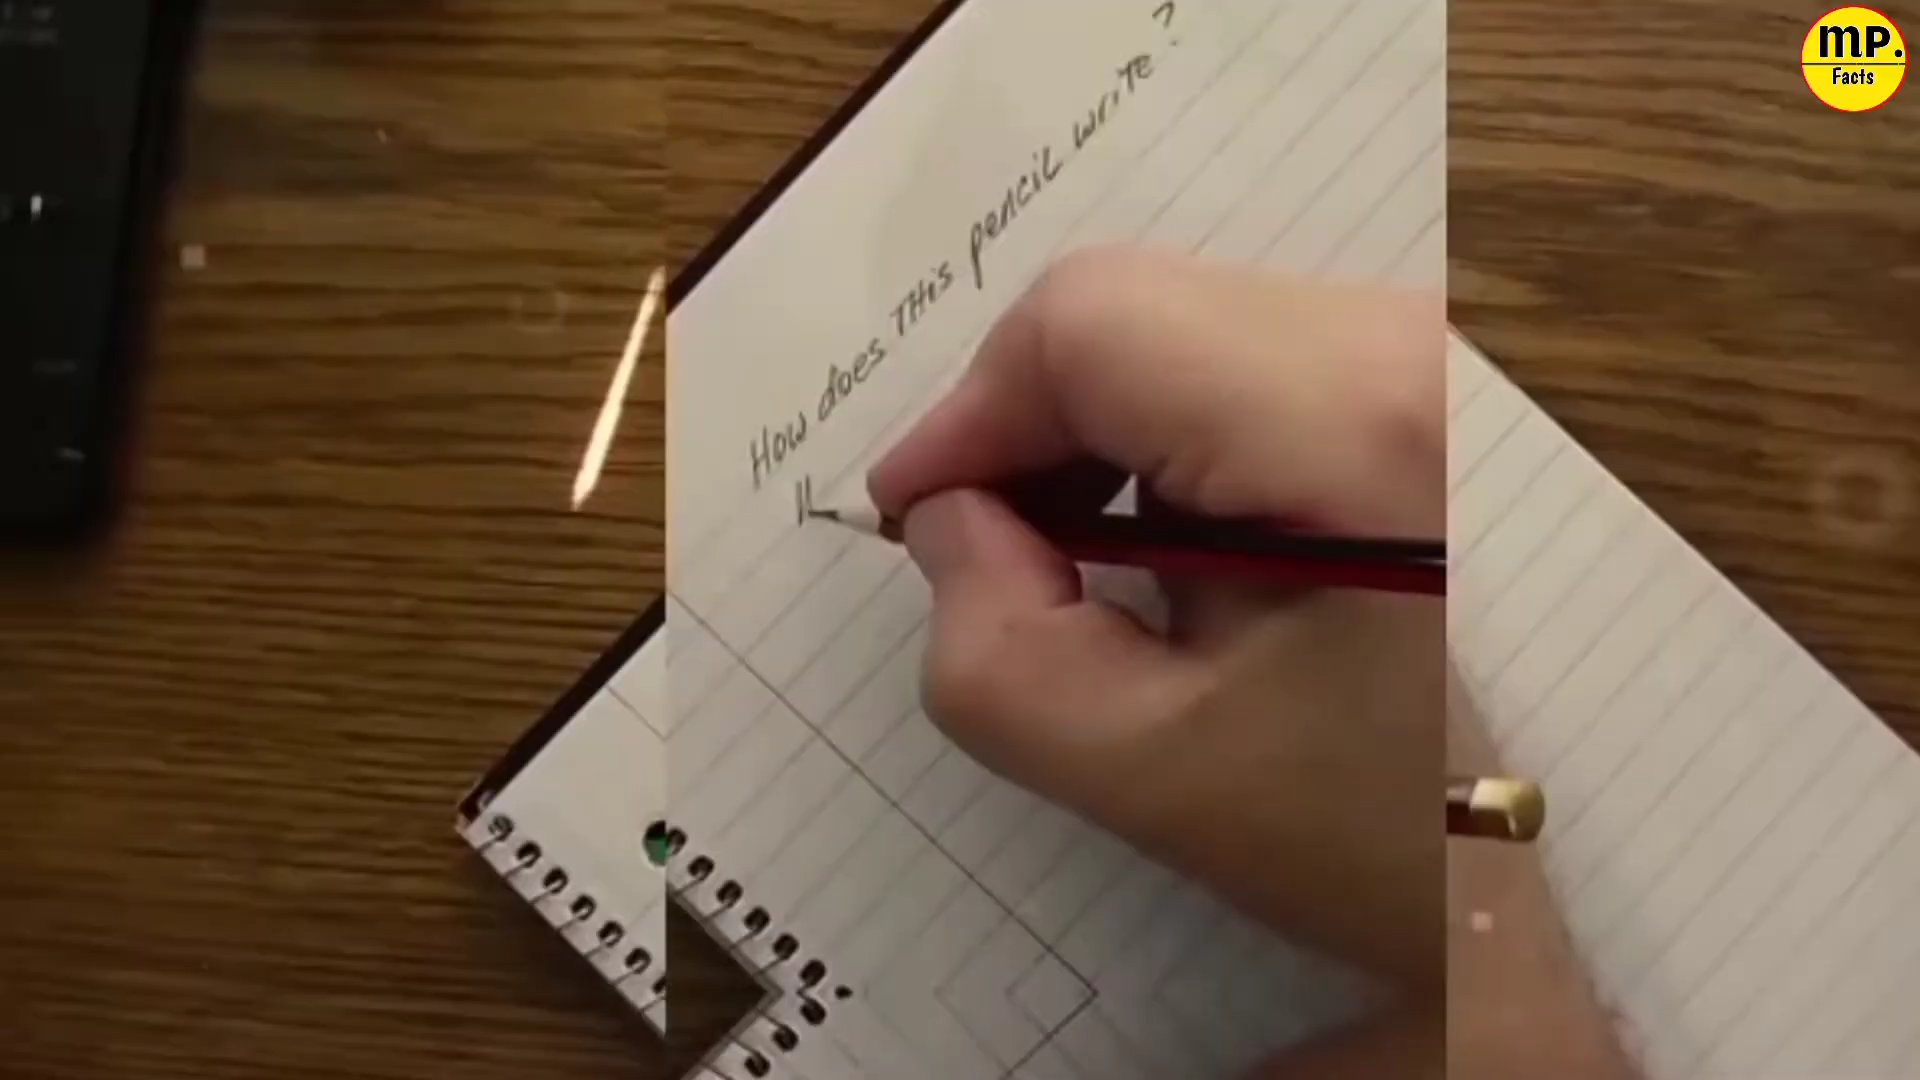 How does THis penciL wriTe?
MP.
Facts